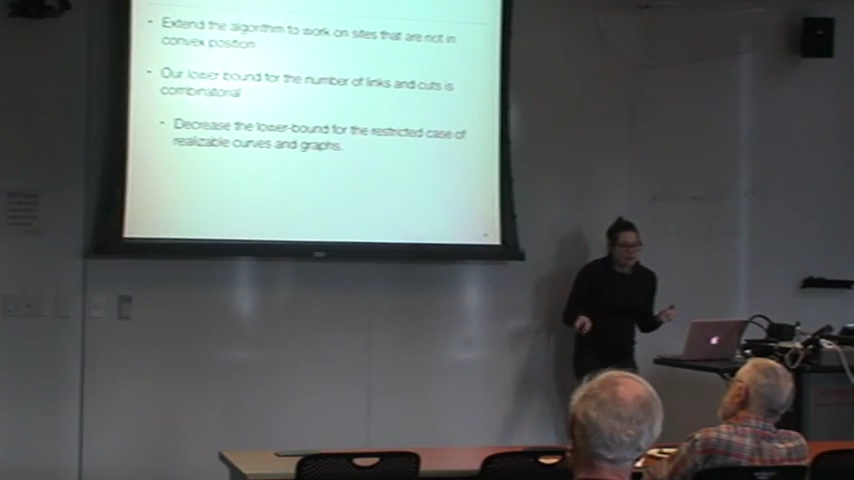 - Extend the algorithm to work on sites that are not in
convex position
- Our lower bound for the number of links and cuts is
combinatorial
- Decrease the lower-bound for the restricted case of
realizable curves and graphs.